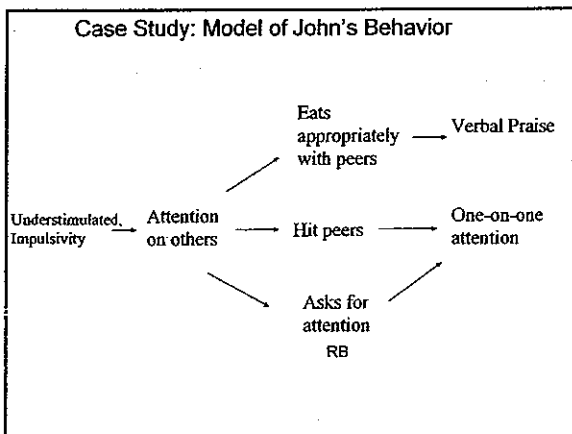 Case Study: Model of John's Behavior
Eats
appropriately
with peers
Verbal Praise
Understimulated,
Impulsivity
Attention
on others
Hit peers
One-on-one
attention
Asks for
attention
RB